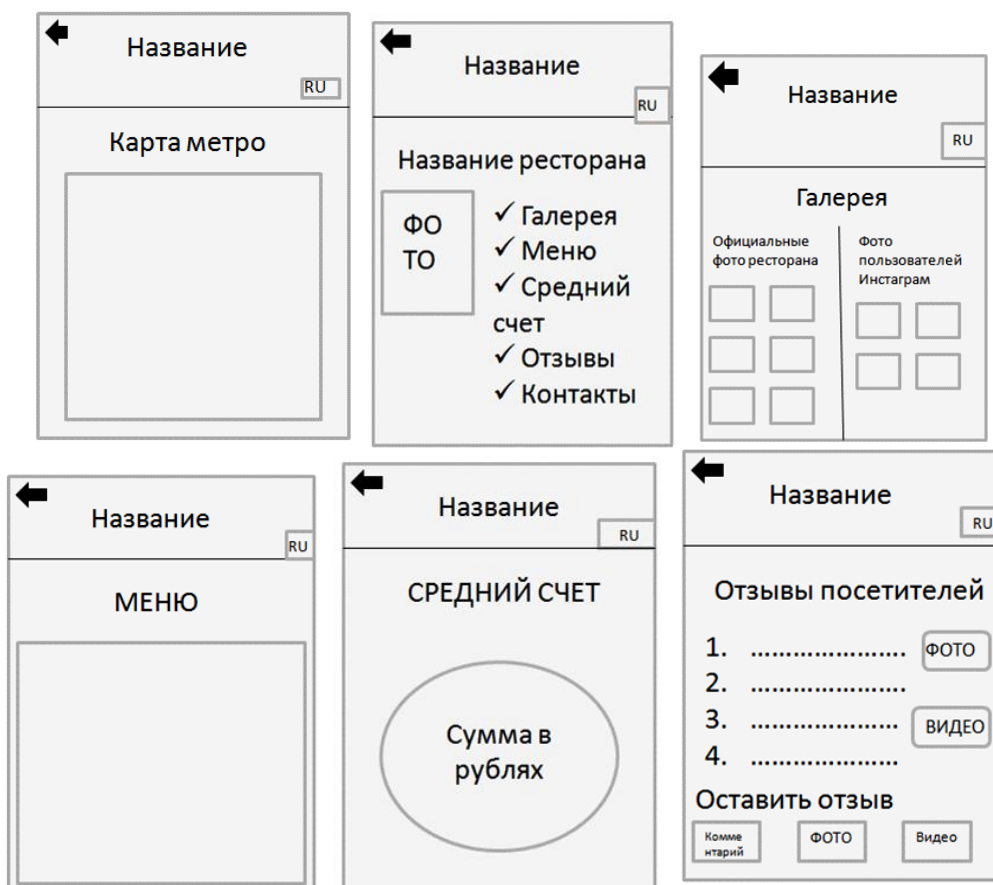 Название
RU
Карта метро
Название
RU
Название ресторана
ФО
ТО
✓ Галерея
✓ Меню
✓ Средний
счет
✓ Отзывы
✓ Контакты
Название
RU
Галерея
Официальные
фото ресторана
Фото
пользователей
Инстаграм
Название
RU
МЕНЮ
Название
RU
СРЕДНИЙ СЧЕТ
Сумма в
рублях
Название
RU
Отзывы посетителей
1. ......................
ФОТО
2. ......................
3. .....................
ВИДЕО
4. .....................
Оставить отзыв
Комме
нтарий
ФОТО
Видео